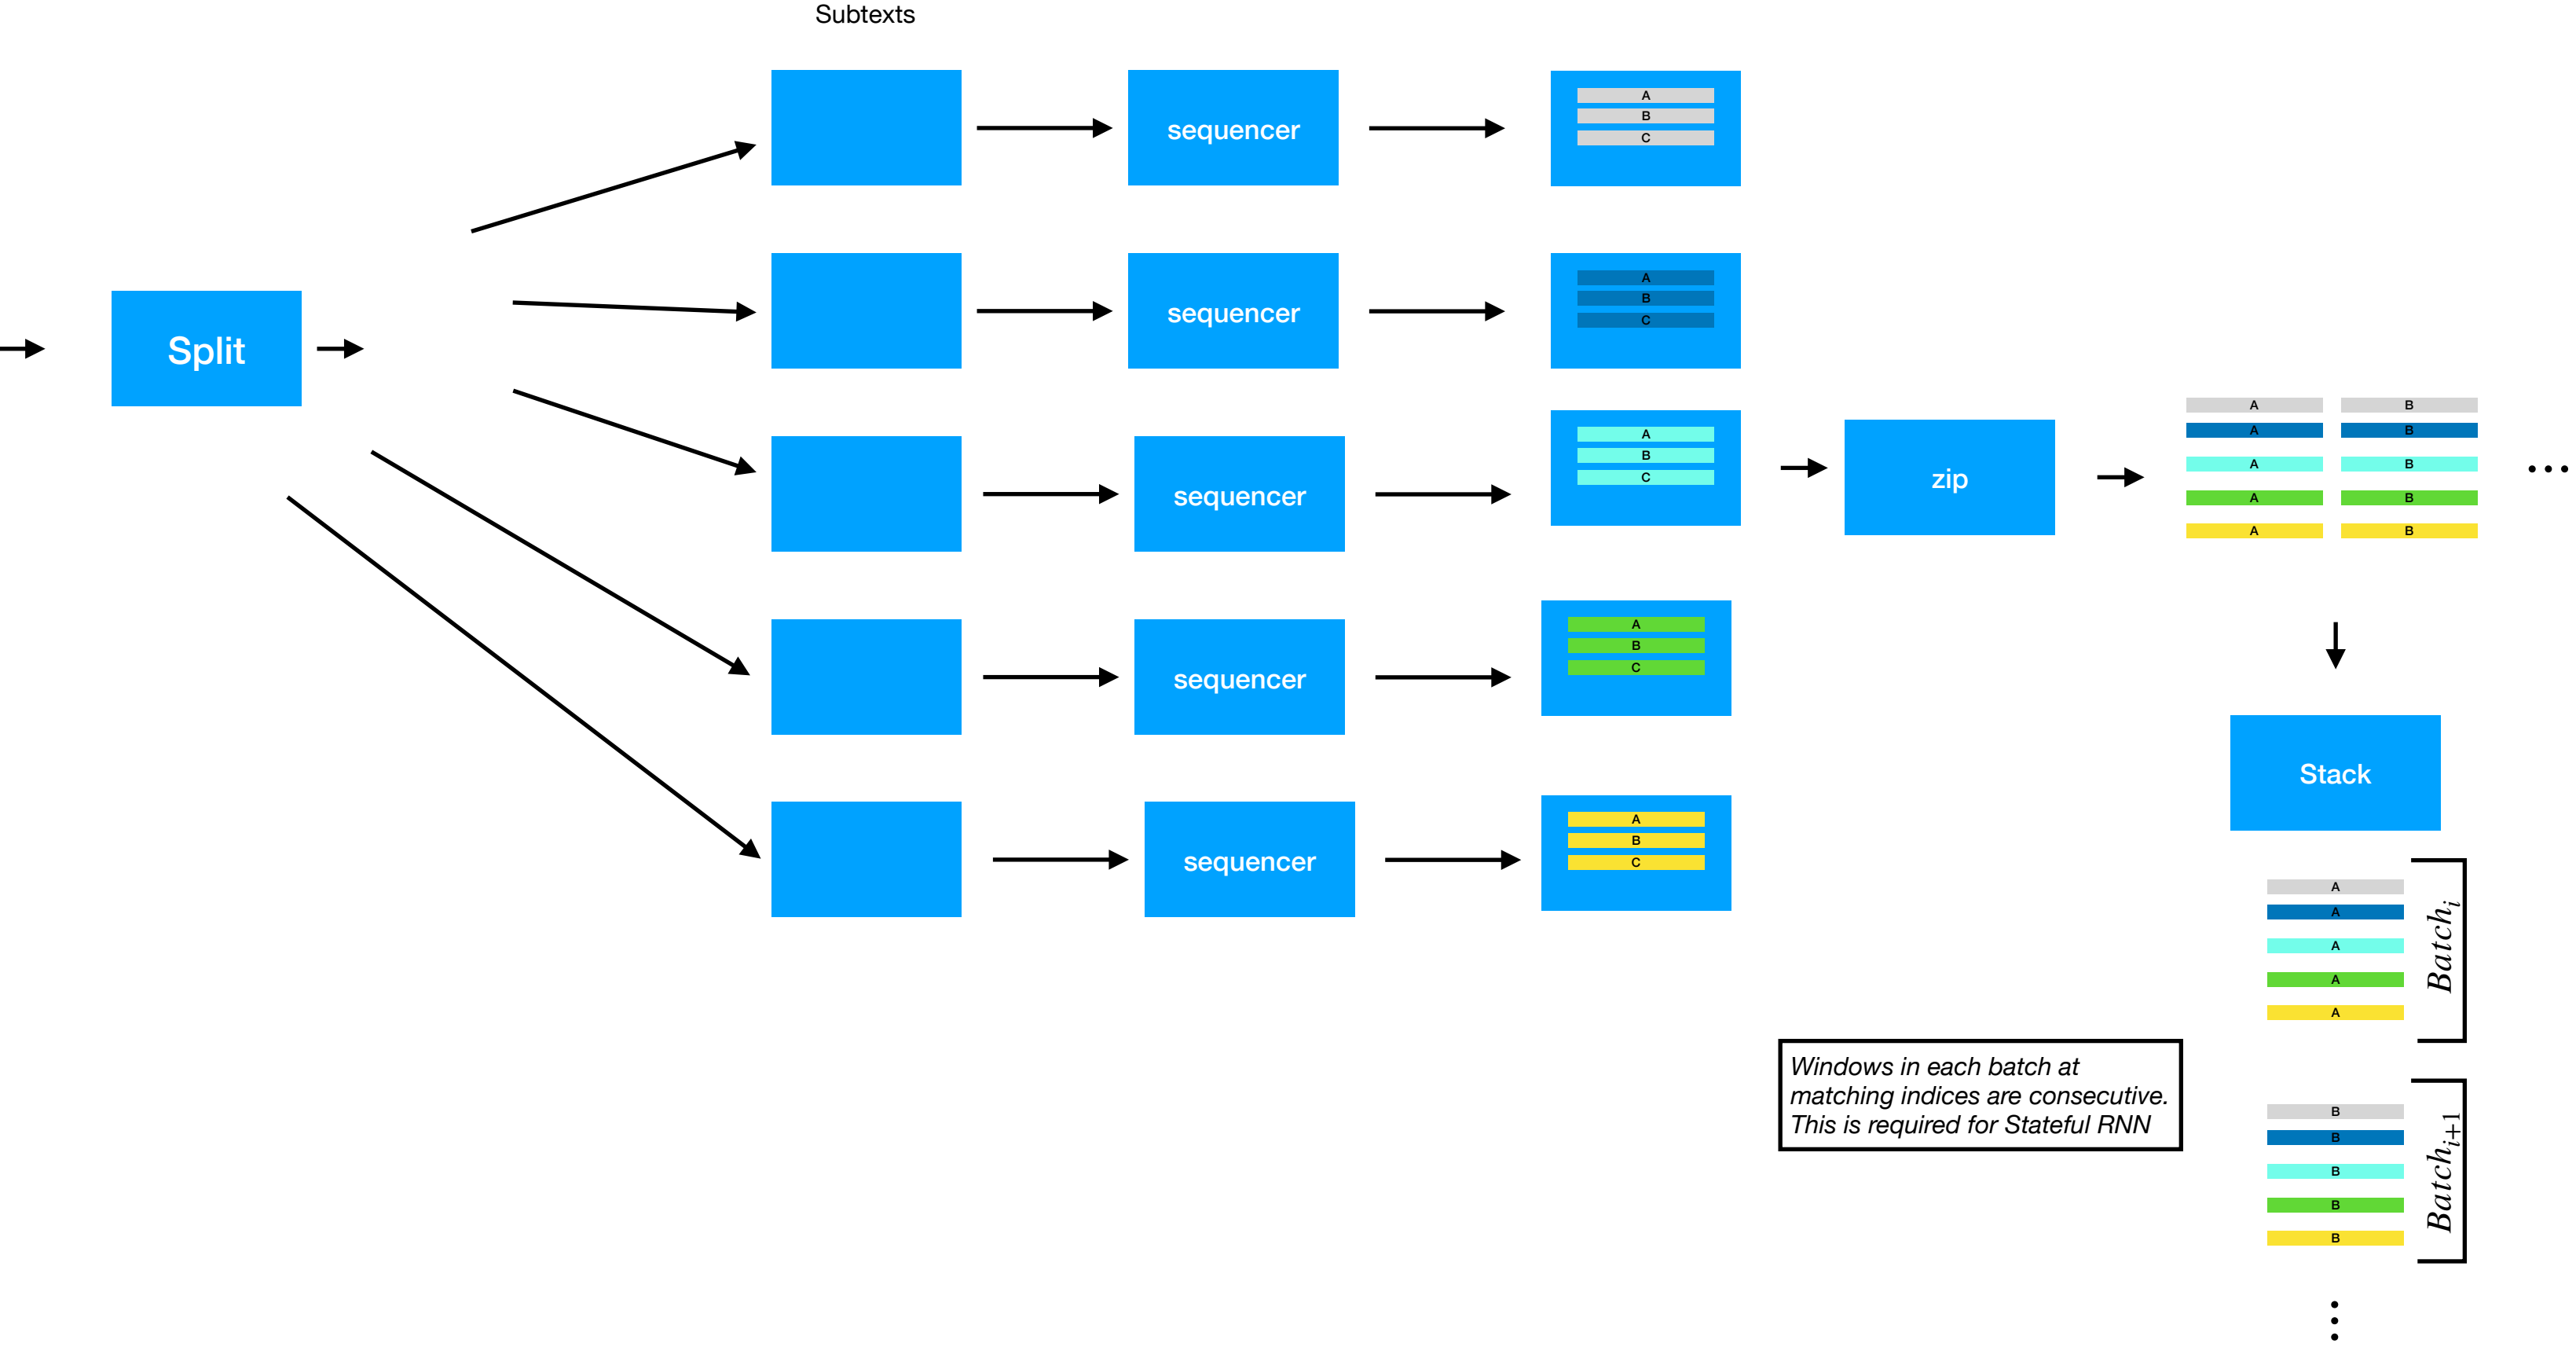 Subtexts
sequencer
A
B
C
sequencer
A
B
C
Split
sequencer
A
B
C
zip
A B
A B
A B
A B
A B
...
sequencer
A
B
C
Stack
sequencer
A
B
C
A
A
A
A
A
Batch_i
Windows in each batch at
matching indices are consecutive.
This is required for Stateful RNN
B
B
B
B
B
Batch_{i+1}